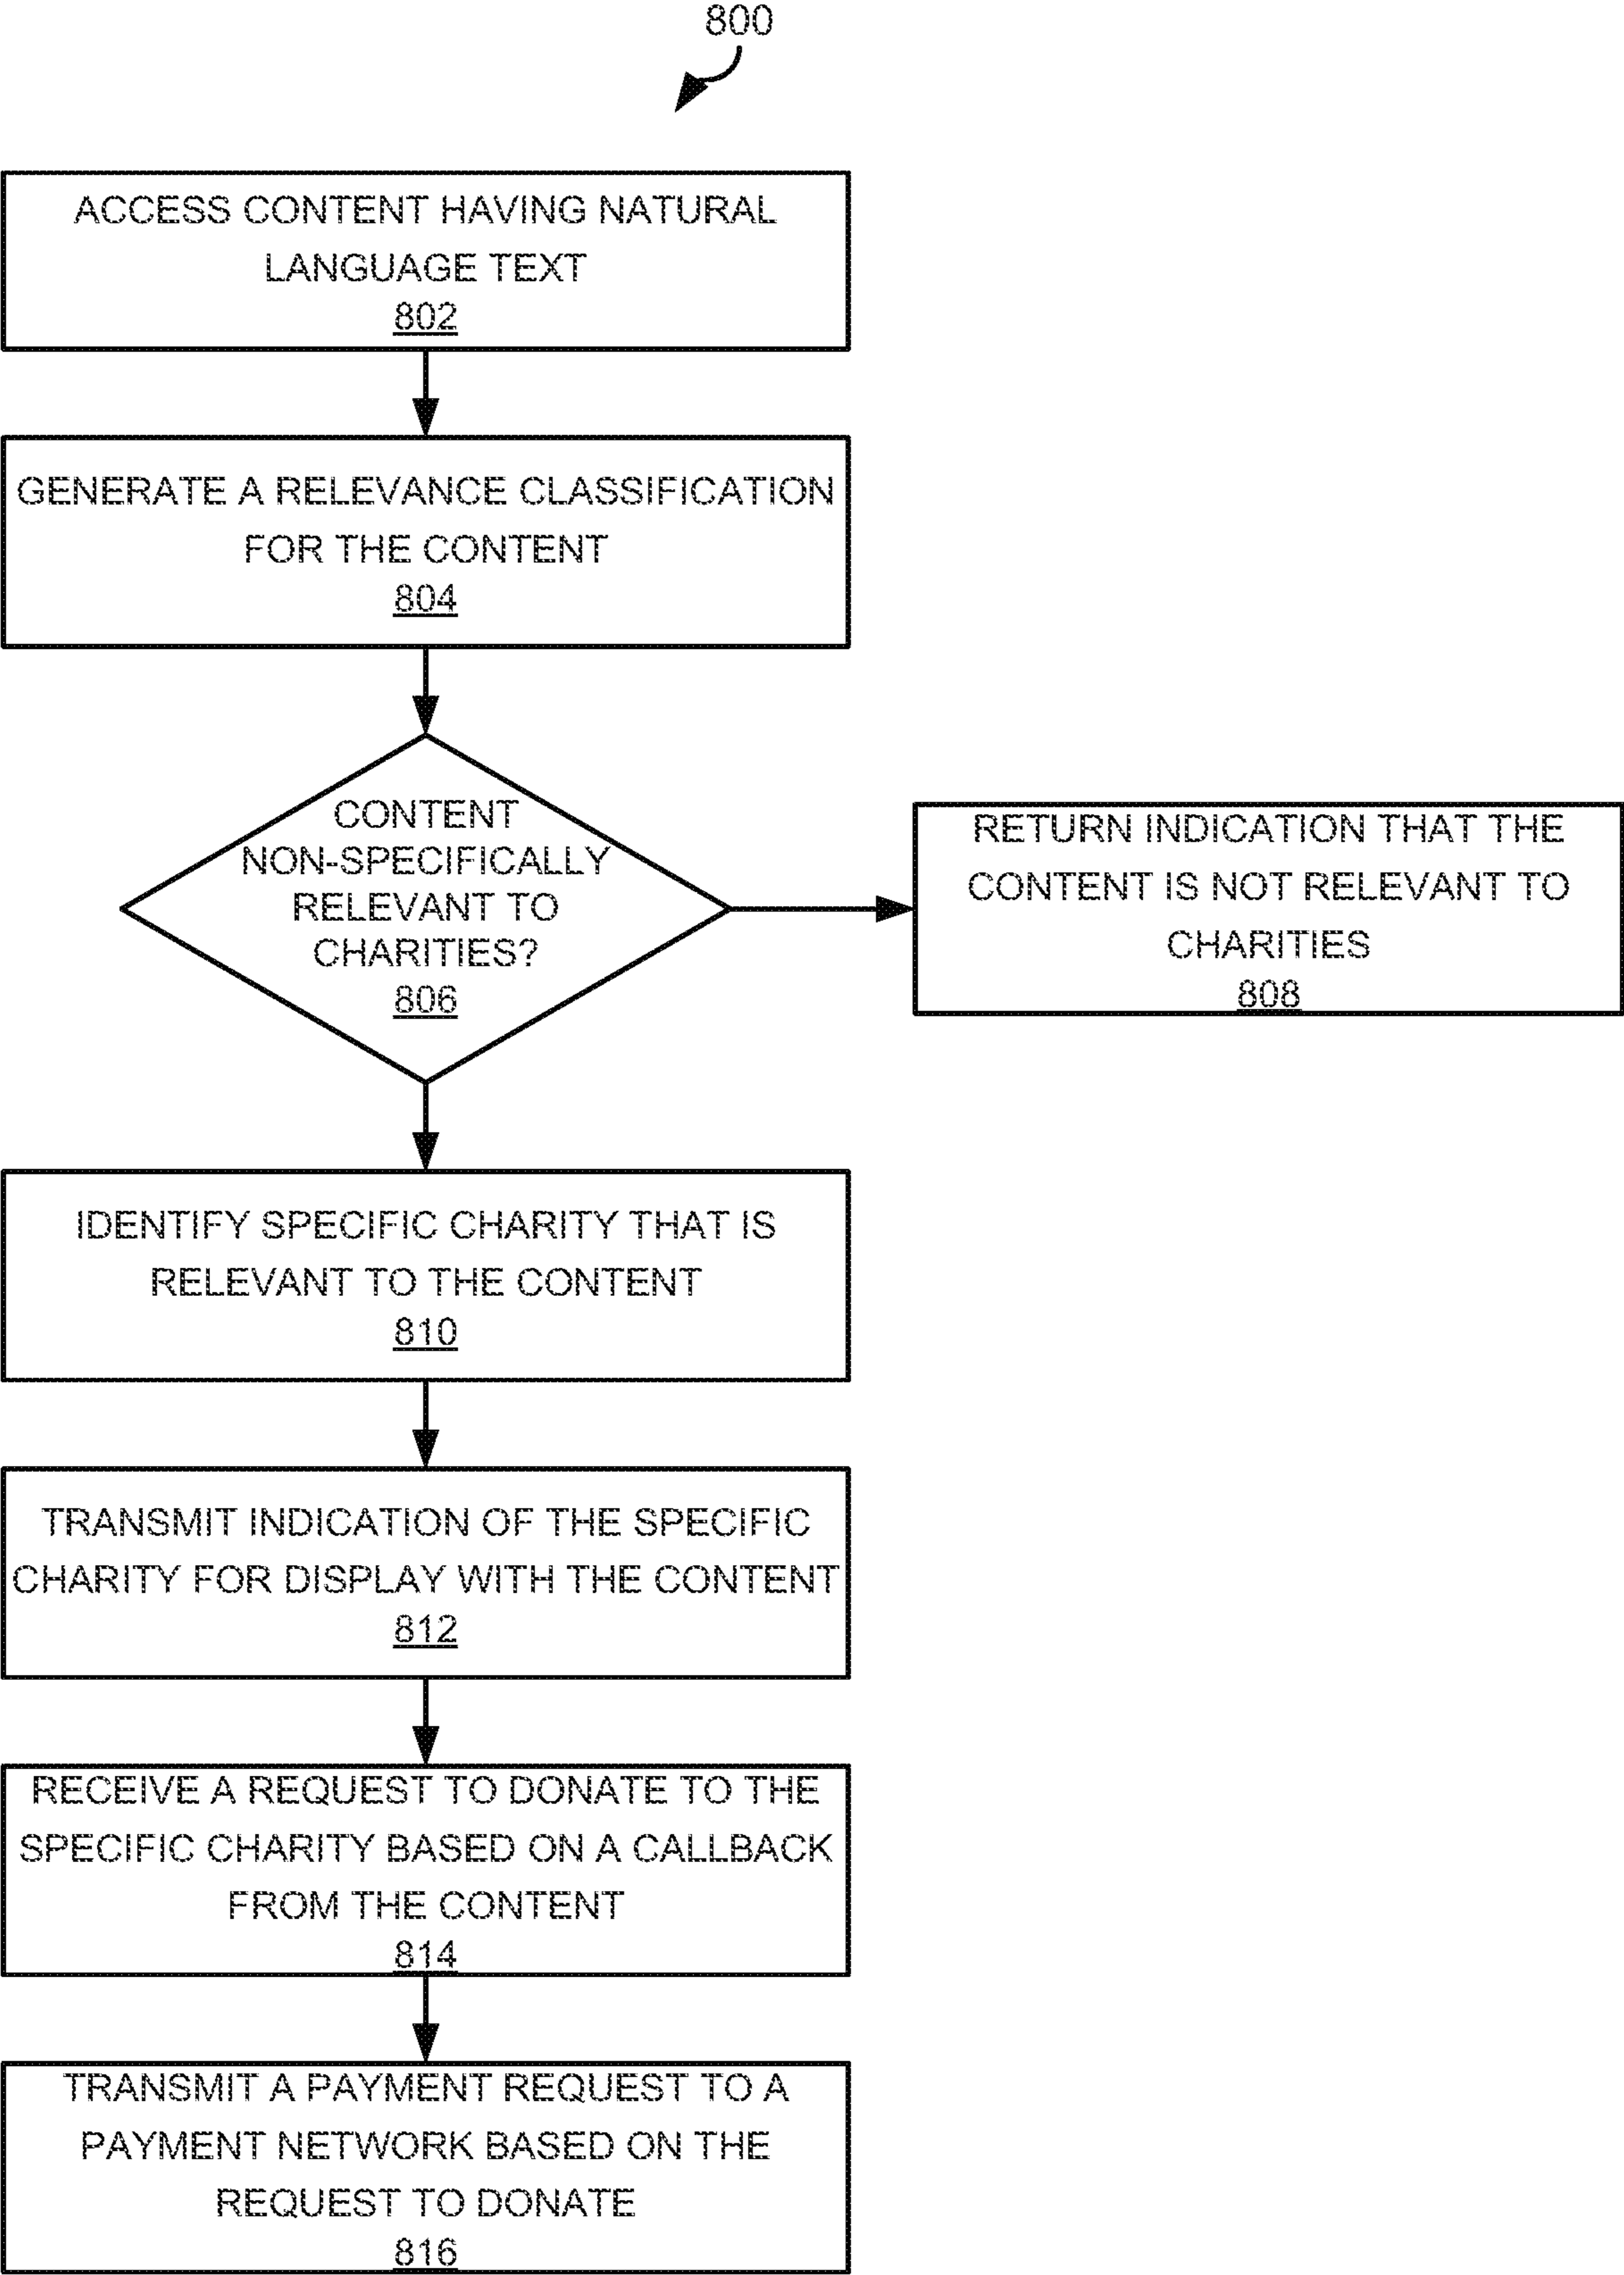 800
ACCESS CONTENT HAVING NATURAL
LANGUAGE TEXT
802
GENERATE A RELEVANCE CLASSIFICATION
FOR THE CONTENT
804
CONTENT
NON-SPECIFICALLY
RELEVANT TO
CHARITIES?
806
RETURN INDICATION THAT THE
CONTENT IS NOT RELEVANT TO
CHARITIES
808
IDENTIFY SPECIFIC CHARITY THAT IS
RELEVANT TO THE CONTENT
810
TRANSMIT INDICATION OF THE SPECIFIC
CHARITY FOR DISPLAY WITH THE CONTENT
812
RECEIVE A REQUEST TO DONATE TO THE
SPECIFIC CHARITY BASED ON A CALLBACK
FROM THE CONTENT
814
TRANSMIT A PAYMENT REQUEST TO A
PAYMENT NETWORK BASED ON THE
REQUEST TO DONATE
816